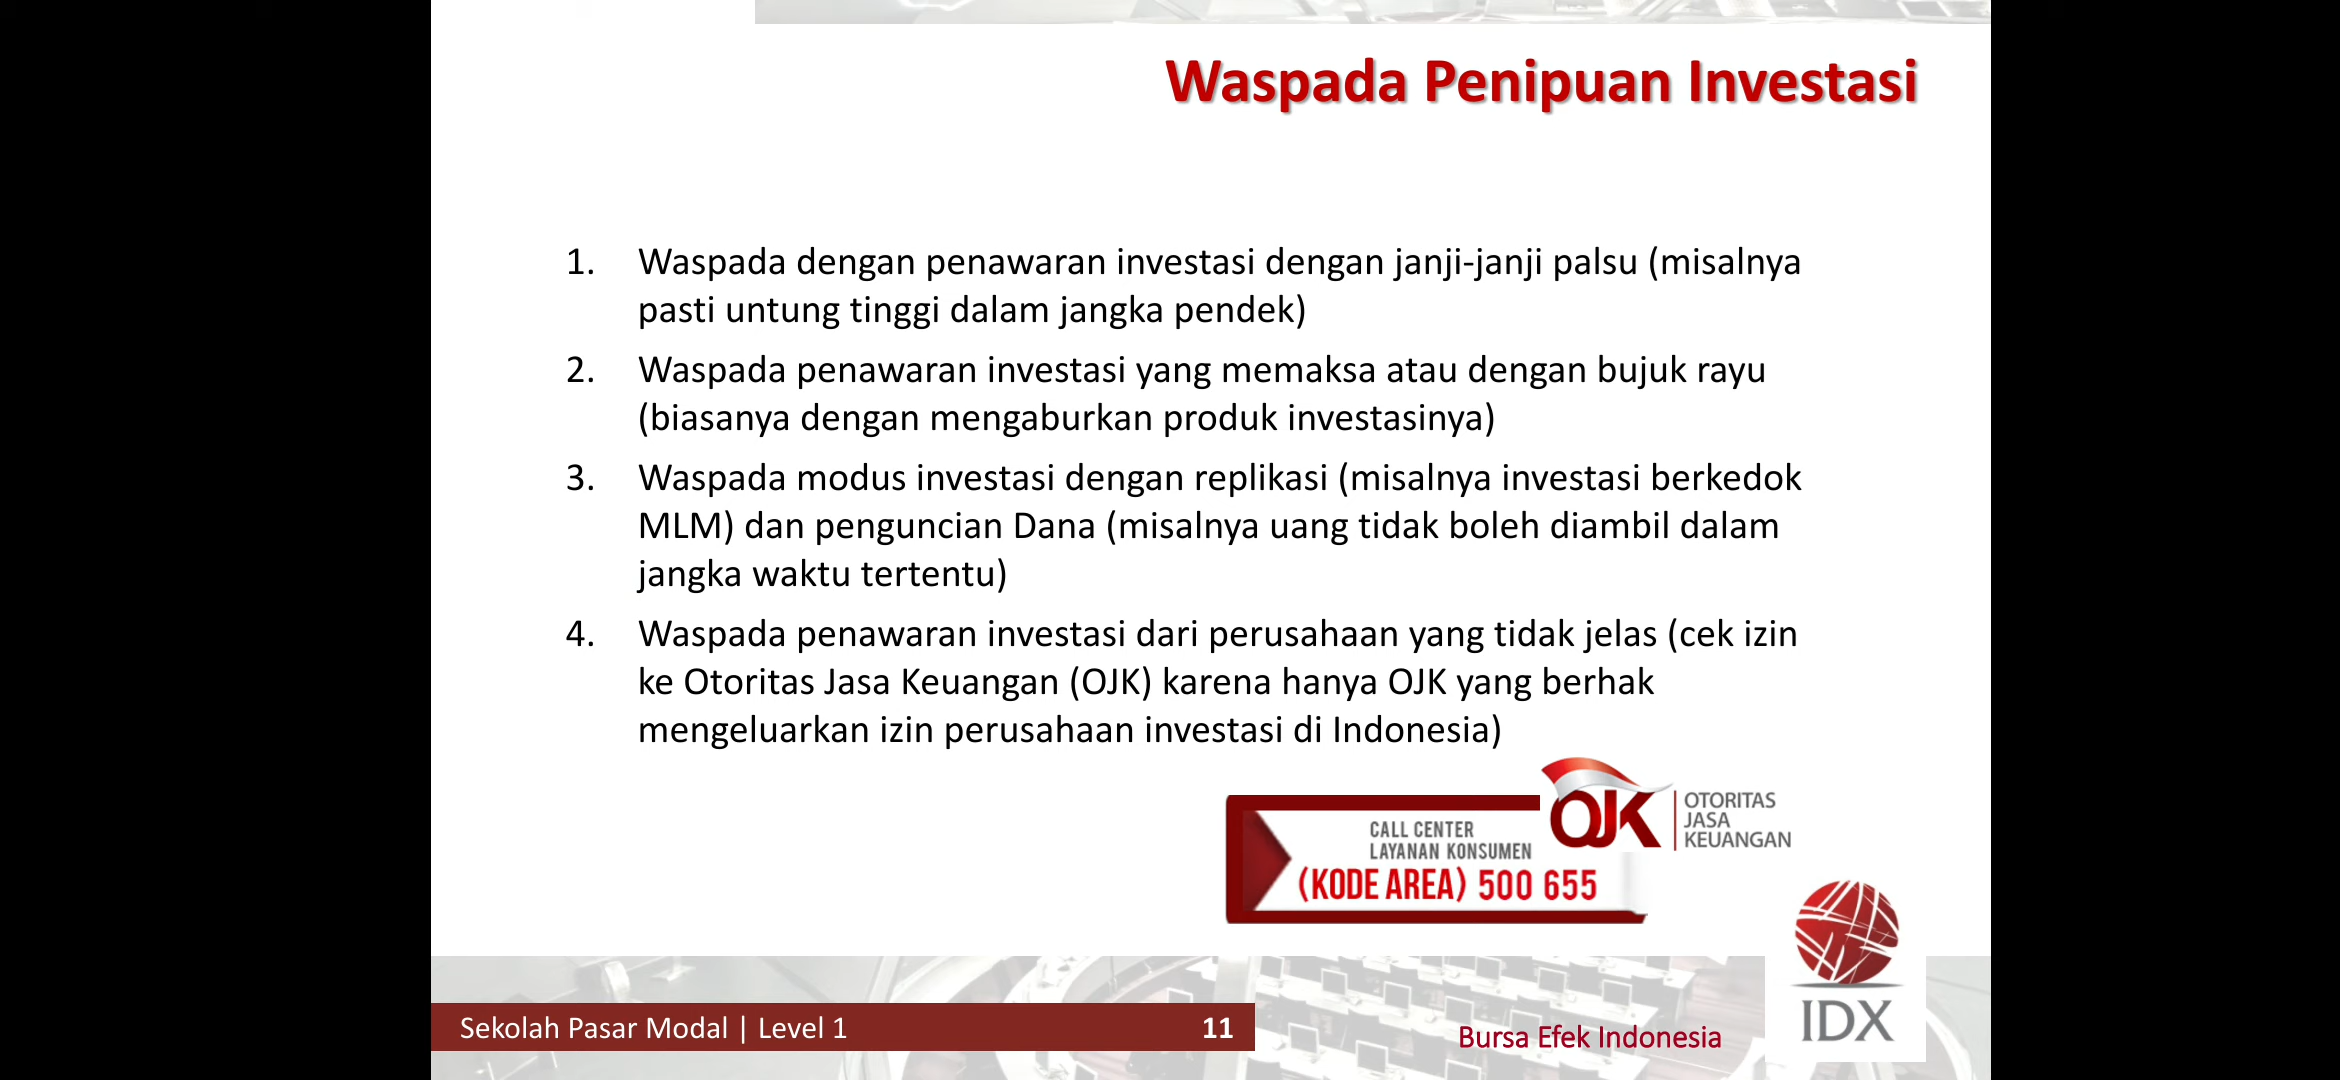 Waspada Penipuan Investasi
1. Waspada dengan penawaran investasi dengan janji-janji palsu (misalnya
pasti untung tinggi dalam jangka pendek)
2. Waspada penawaran investasi yang memaksa atau dengan bujuk rayu
(biasanya dengan mengaburkan produk investasinya)
3. Waspada modus investasi dengan replikasi (misalnya investasi berkedok
MLM) dan penguncian Dana (misalnya uang tidak boleh diambil dalam
jangka waktu tertentu)
4. Waspada penawaran investasi dari perusahaan yang tidak jelas (cek izin
ke Otoritas Jasa Keuangan (OJK) karena hanya OJK yang berhak
mengeluarkan izin perusahaan investasi di Indonesia)
OJK
OTORITAS
JASA
KEUANGAN
CALL CENTER
LAYANAN KONSUMEN
(KODE AREA) 500 655
IDX
Sekolah Pasar Modal | Level 1
11
Bursa Efek Indonesia